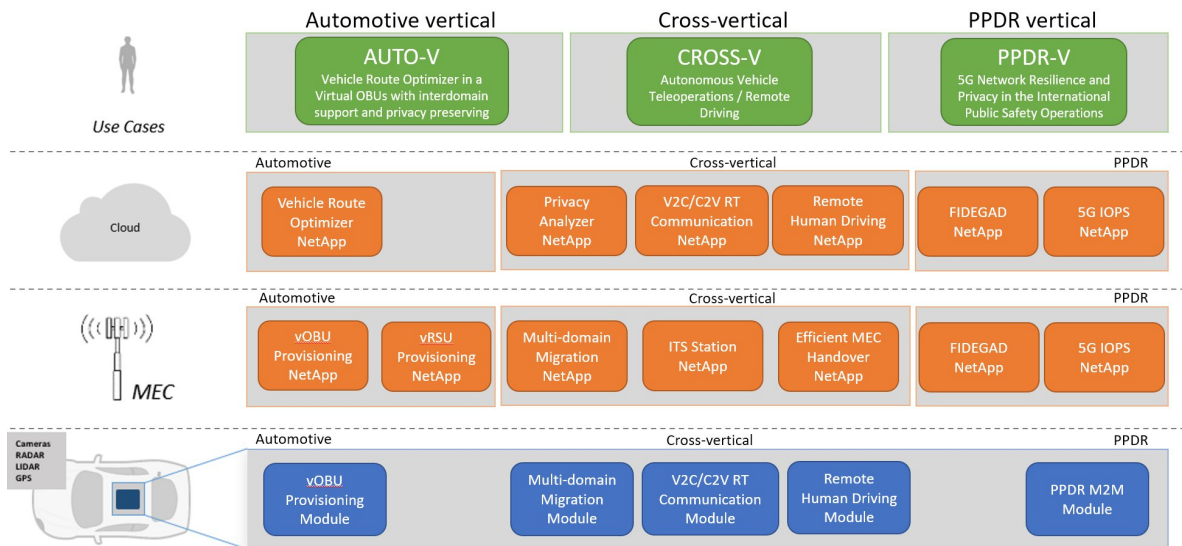 Automotive vertical
Cross-vertical
PPDR vertical
AUTO-V
Vehicle Route Optimizer in a
Virtual OBUs with interdomain
support and privacy preserving
CROSS-V
Autonomous Vehicle
Teleoperations / Remote
Driving
PPDR-V
5G Network Resilience and
Privacy in the International
Public Safety Operations
Use Cases
Automotive
Cross-vertical
PPDR
Cloud
Vehicle Route
Optimizer
NetApp
Privacy
Analyzer
NetApp
V2C/C2V RT
Communication
NetApp
Remote
Human Driving
NetApp
FIDEGAD
NetApp
5G IOPS
NetApp
Automotive
Cross-vertical
PPDR
MEC
vOBU
Provisioning
NetApp
vRSU
Provisioning
NetApp
Multi-domain
Migration
NetApp
ITS Station
NetApp
Efficient MEC
Handover
NetApp
FIDEGAD
NetApp
5G IOPS
NetApp
Automotive
Cross-vertical
PPDR
Cameras
RADAR
LIDAR
GPS
vOBU
Provisioning
Module
Multi-domain
Migration
Module
V2C/C2V RT
Communication
Module
Remote
Human Driving
Module
PPDR M2M
Module